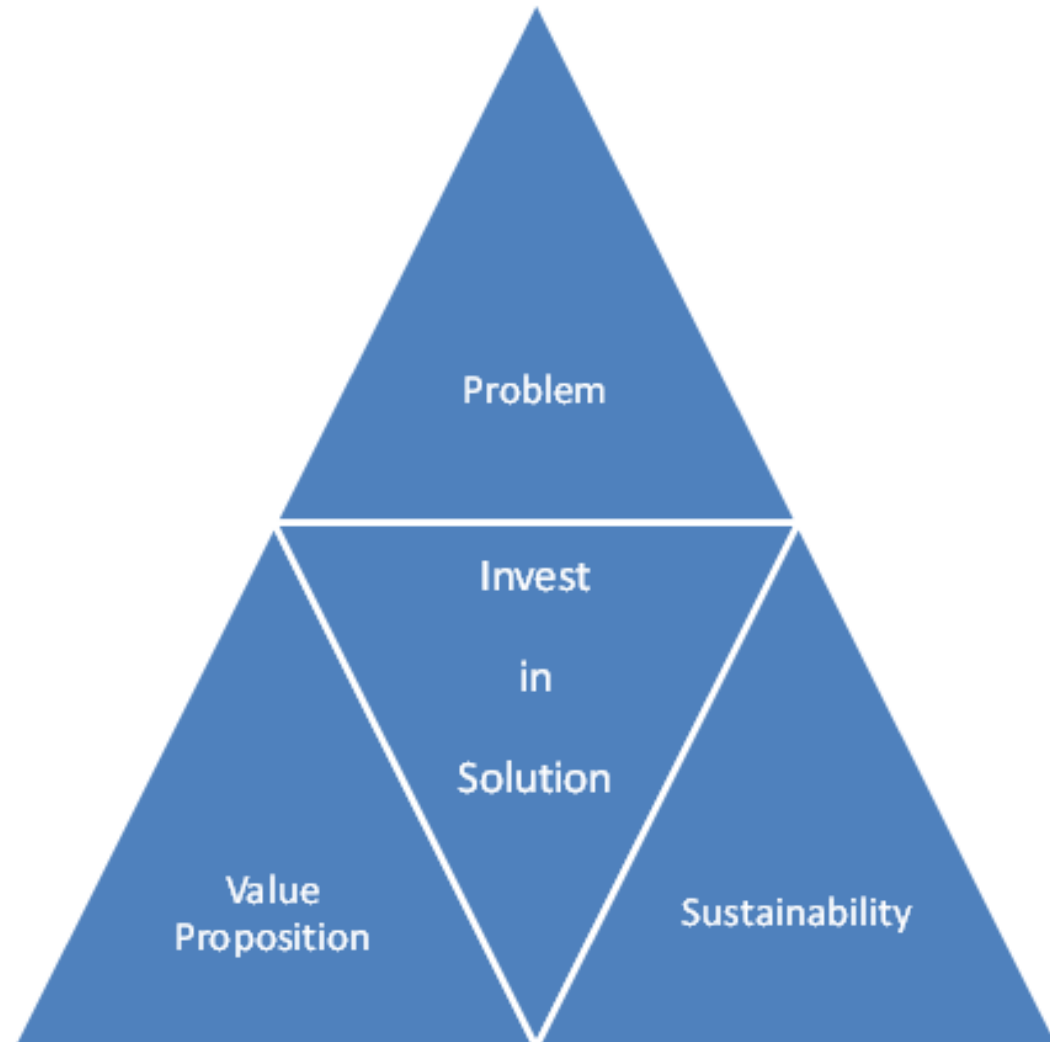 Problem
Invest
in
Solution
Value
Proposition
Sustainability